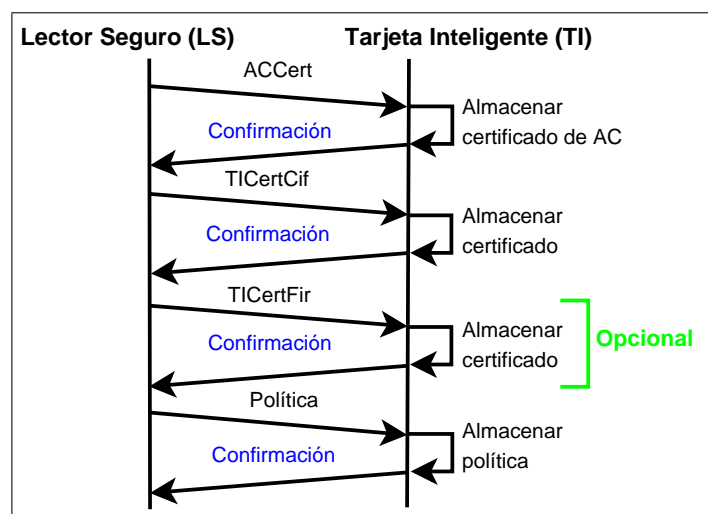 Lector Seguro (LS)
Tarjeta Inteligente (TI)
ACCert
Almacenar
certificado de AC
Confirmación
TICertCif
Almacenar
certificado
Confirmación
TICertFir
Almacenar
certificado
Opcional
Confirmación
Política
Almacenar
política
Confirmación